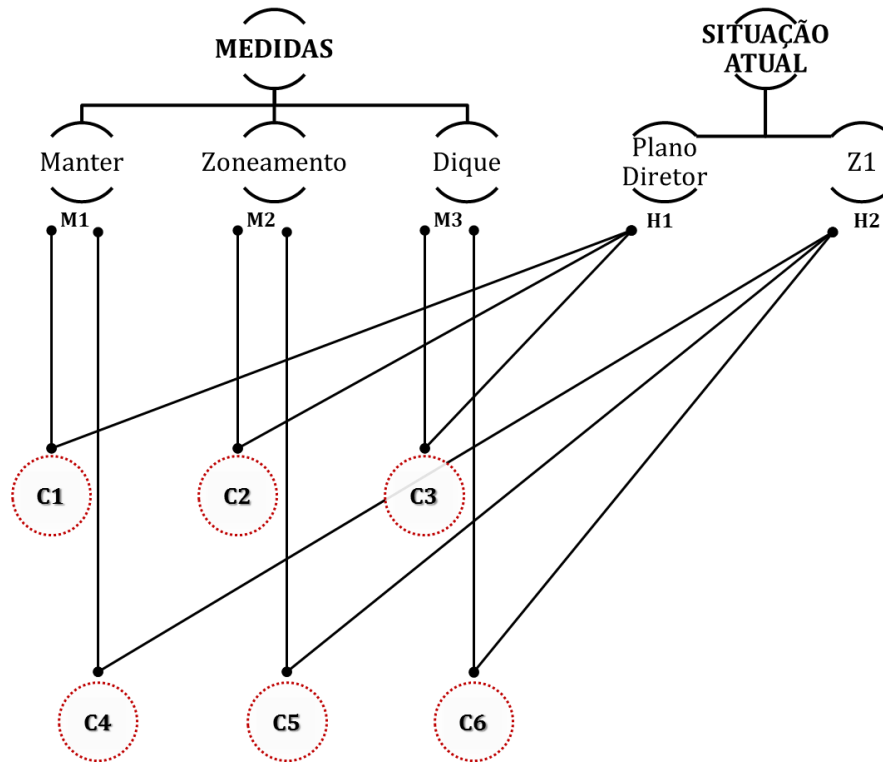 MEDIDAS
SITUAÇÃO
ATUAL
Manter
Zoneamento
Dique
Plano
Diretor
Z1
M1
M2
M3
H1
H2
C1
C2
C3
C4
C5
C6